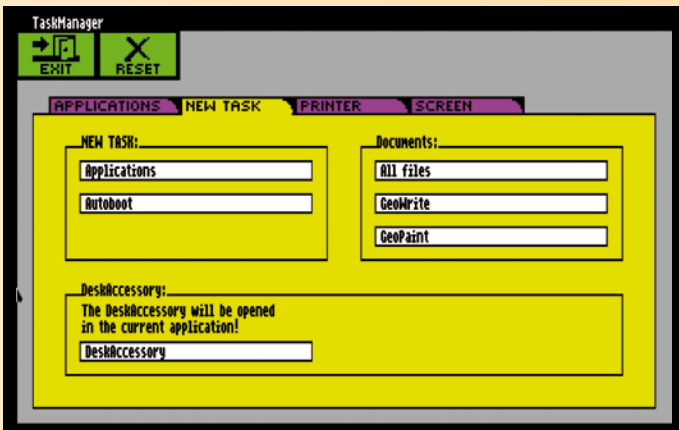 TaskManager
EXIT
RESET
APPLICATIONS
NEW TASK
PRINTER
SCREEN
NEW TASK:
Applications
Autoboot
Documents:
All files
GeoWrite
GeoPaint
DeskAccessory:
The DeskAccessory will be opened
in the current application!
DeskAccessory